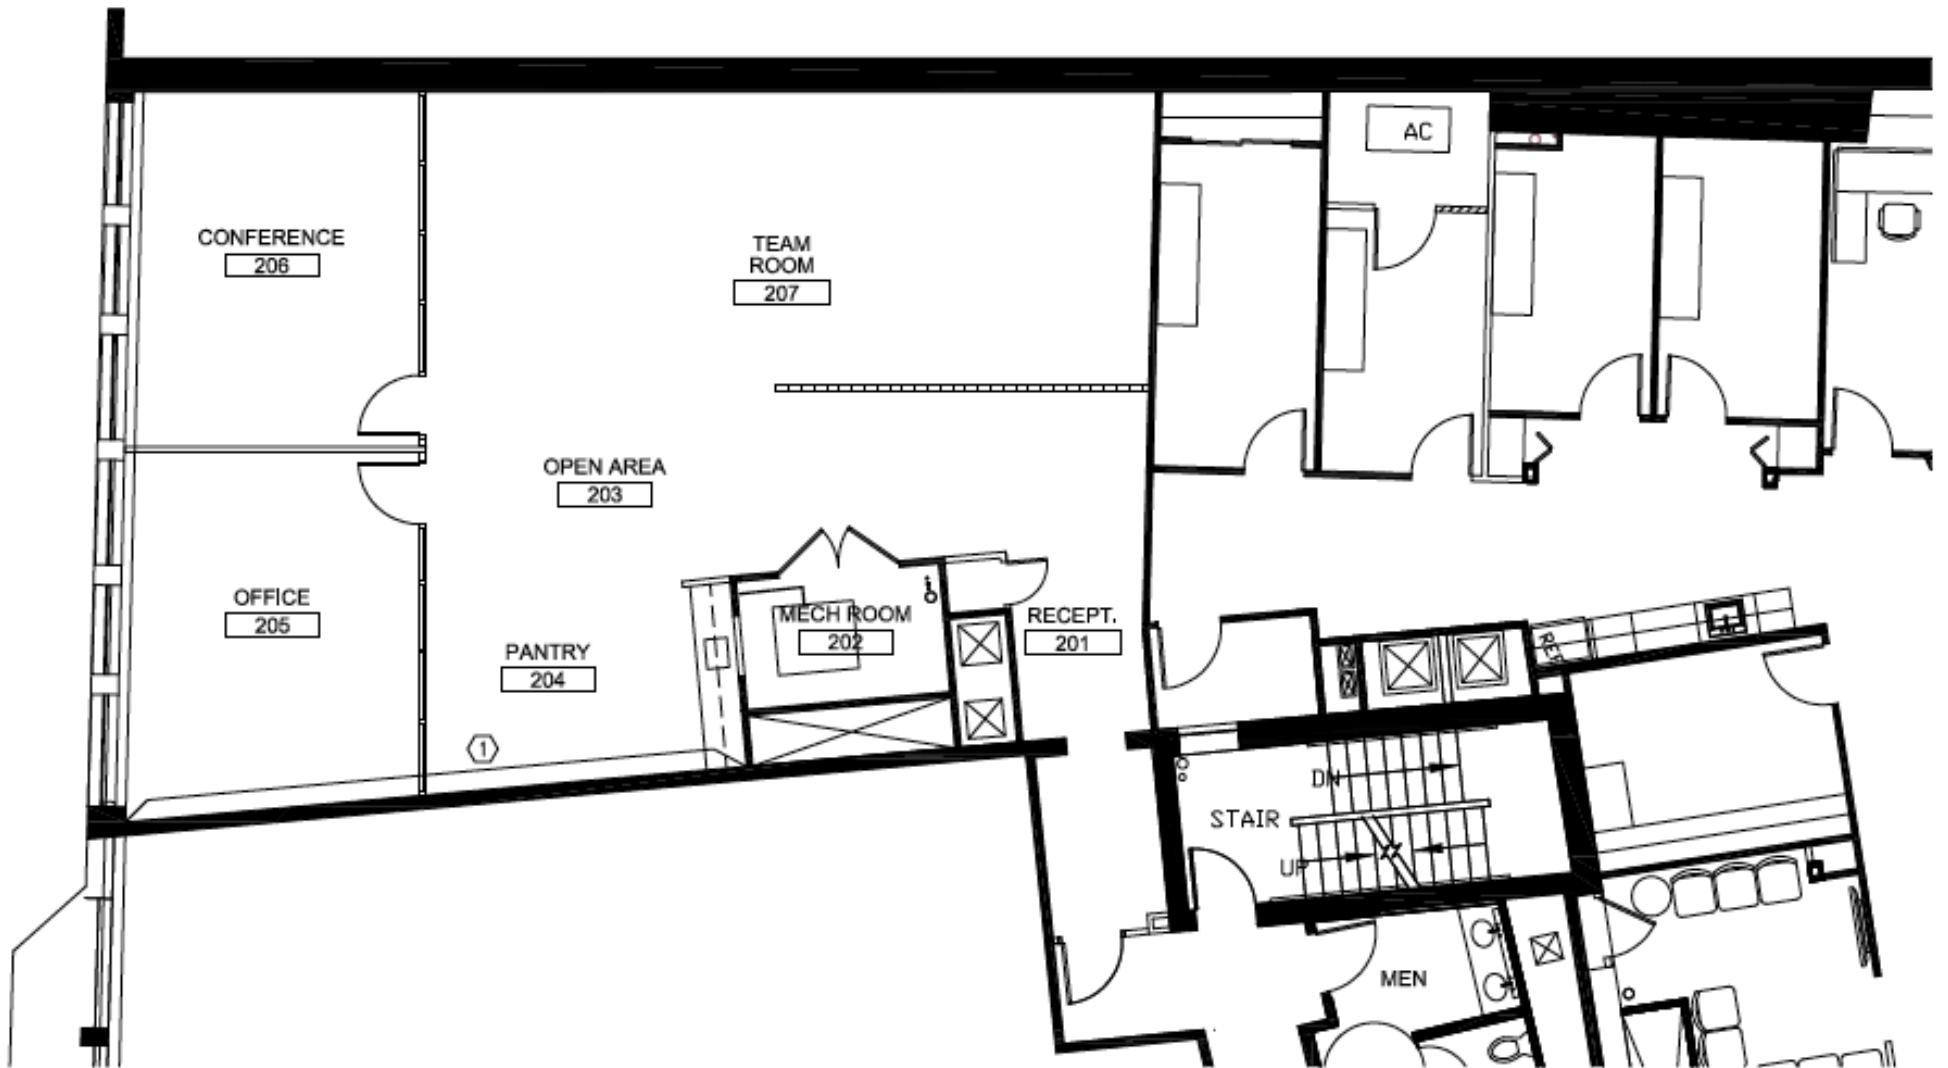 AC
CONFERENCE
206
TEAM
ROOM
207
OPEN AREA
203
OFFICE
205
MECH ROOM
202
RECEPT.
201
PANTRY
204
REF
1
DN
STAIR
UP
MEN